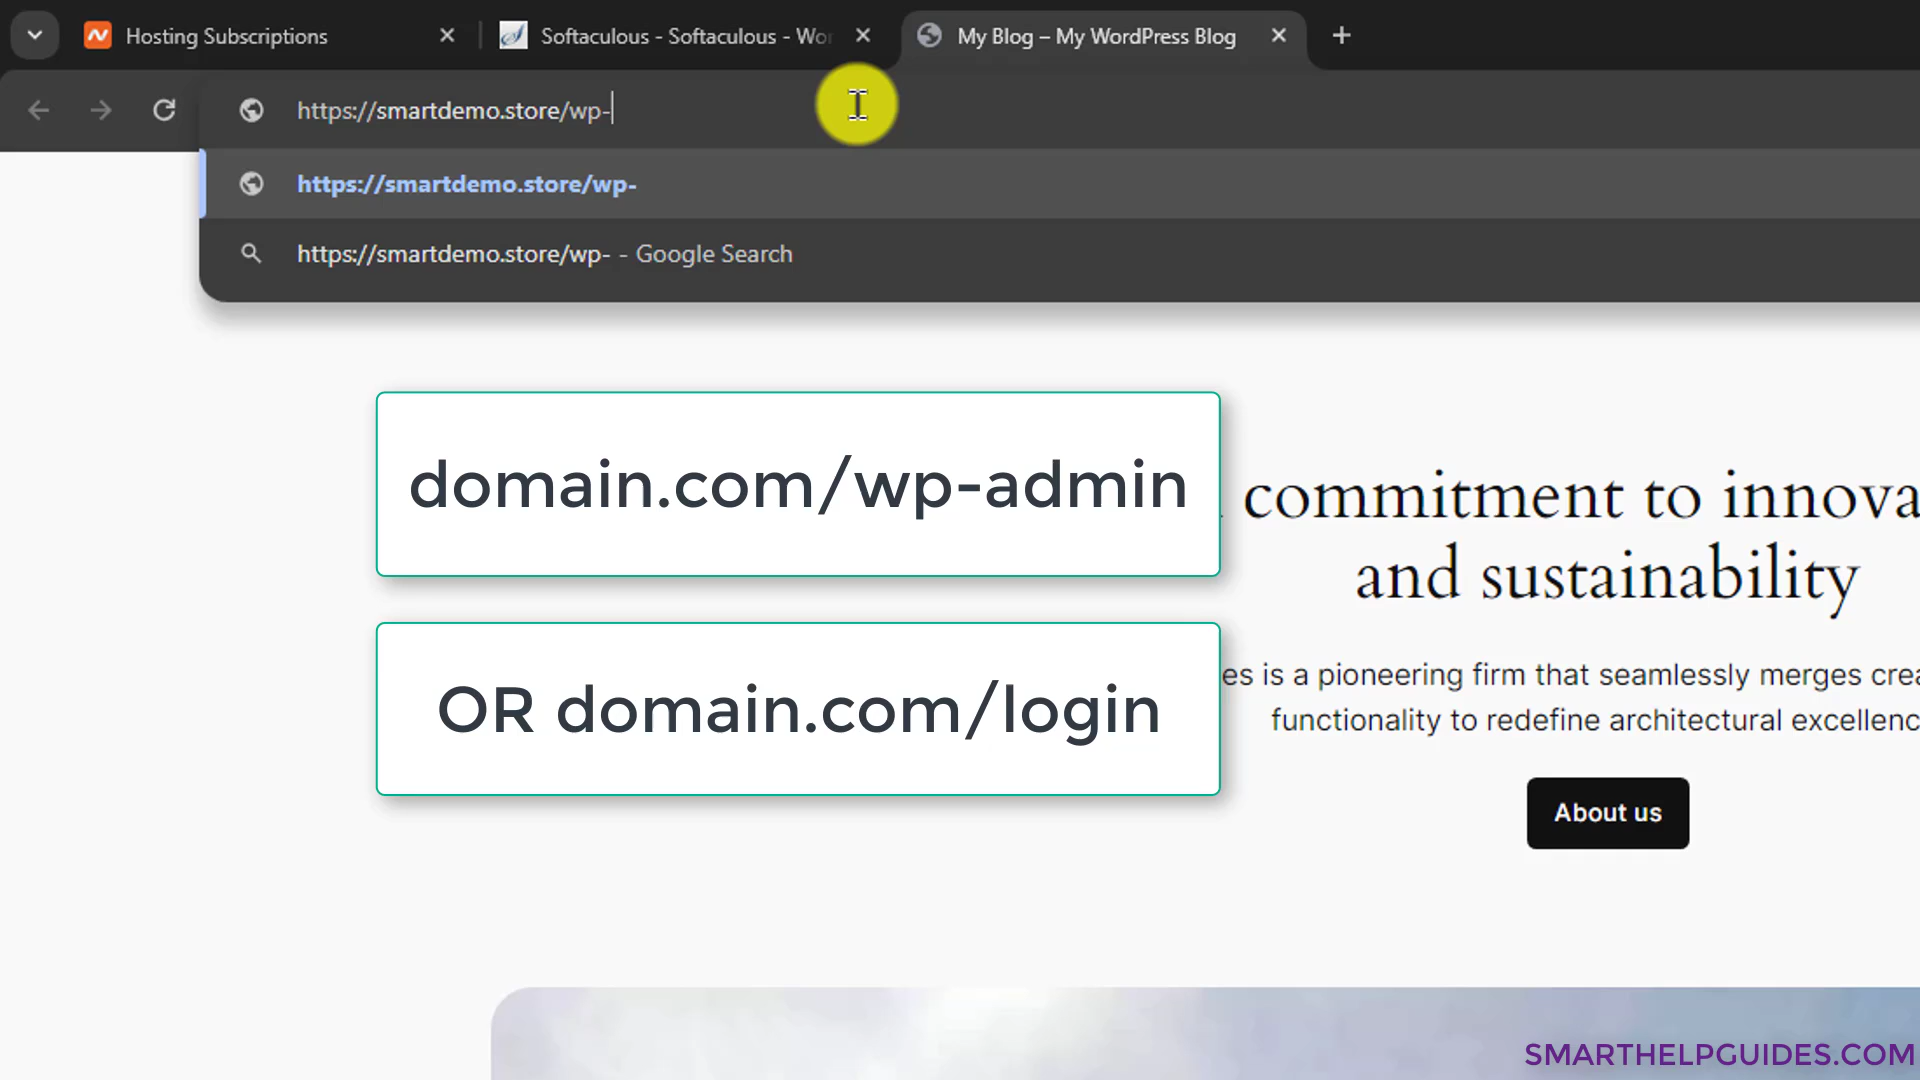 Hosting Subscriptions
Softaculous - Softaculous - Wor
My Blog – My WordPress Blog
https://smartdemo.store/wp-
https://smartdemo.store/wp-
https://smartdemo.store/wp- - Google Search
domain.com/wp-admin
commitment to innova
and sustainability
OR domain.com/login
es is a pioneering firm that seamlessly merges crea
functionality to redefine architectural excellenc
About us
SMARTHELPGUIDES.COM